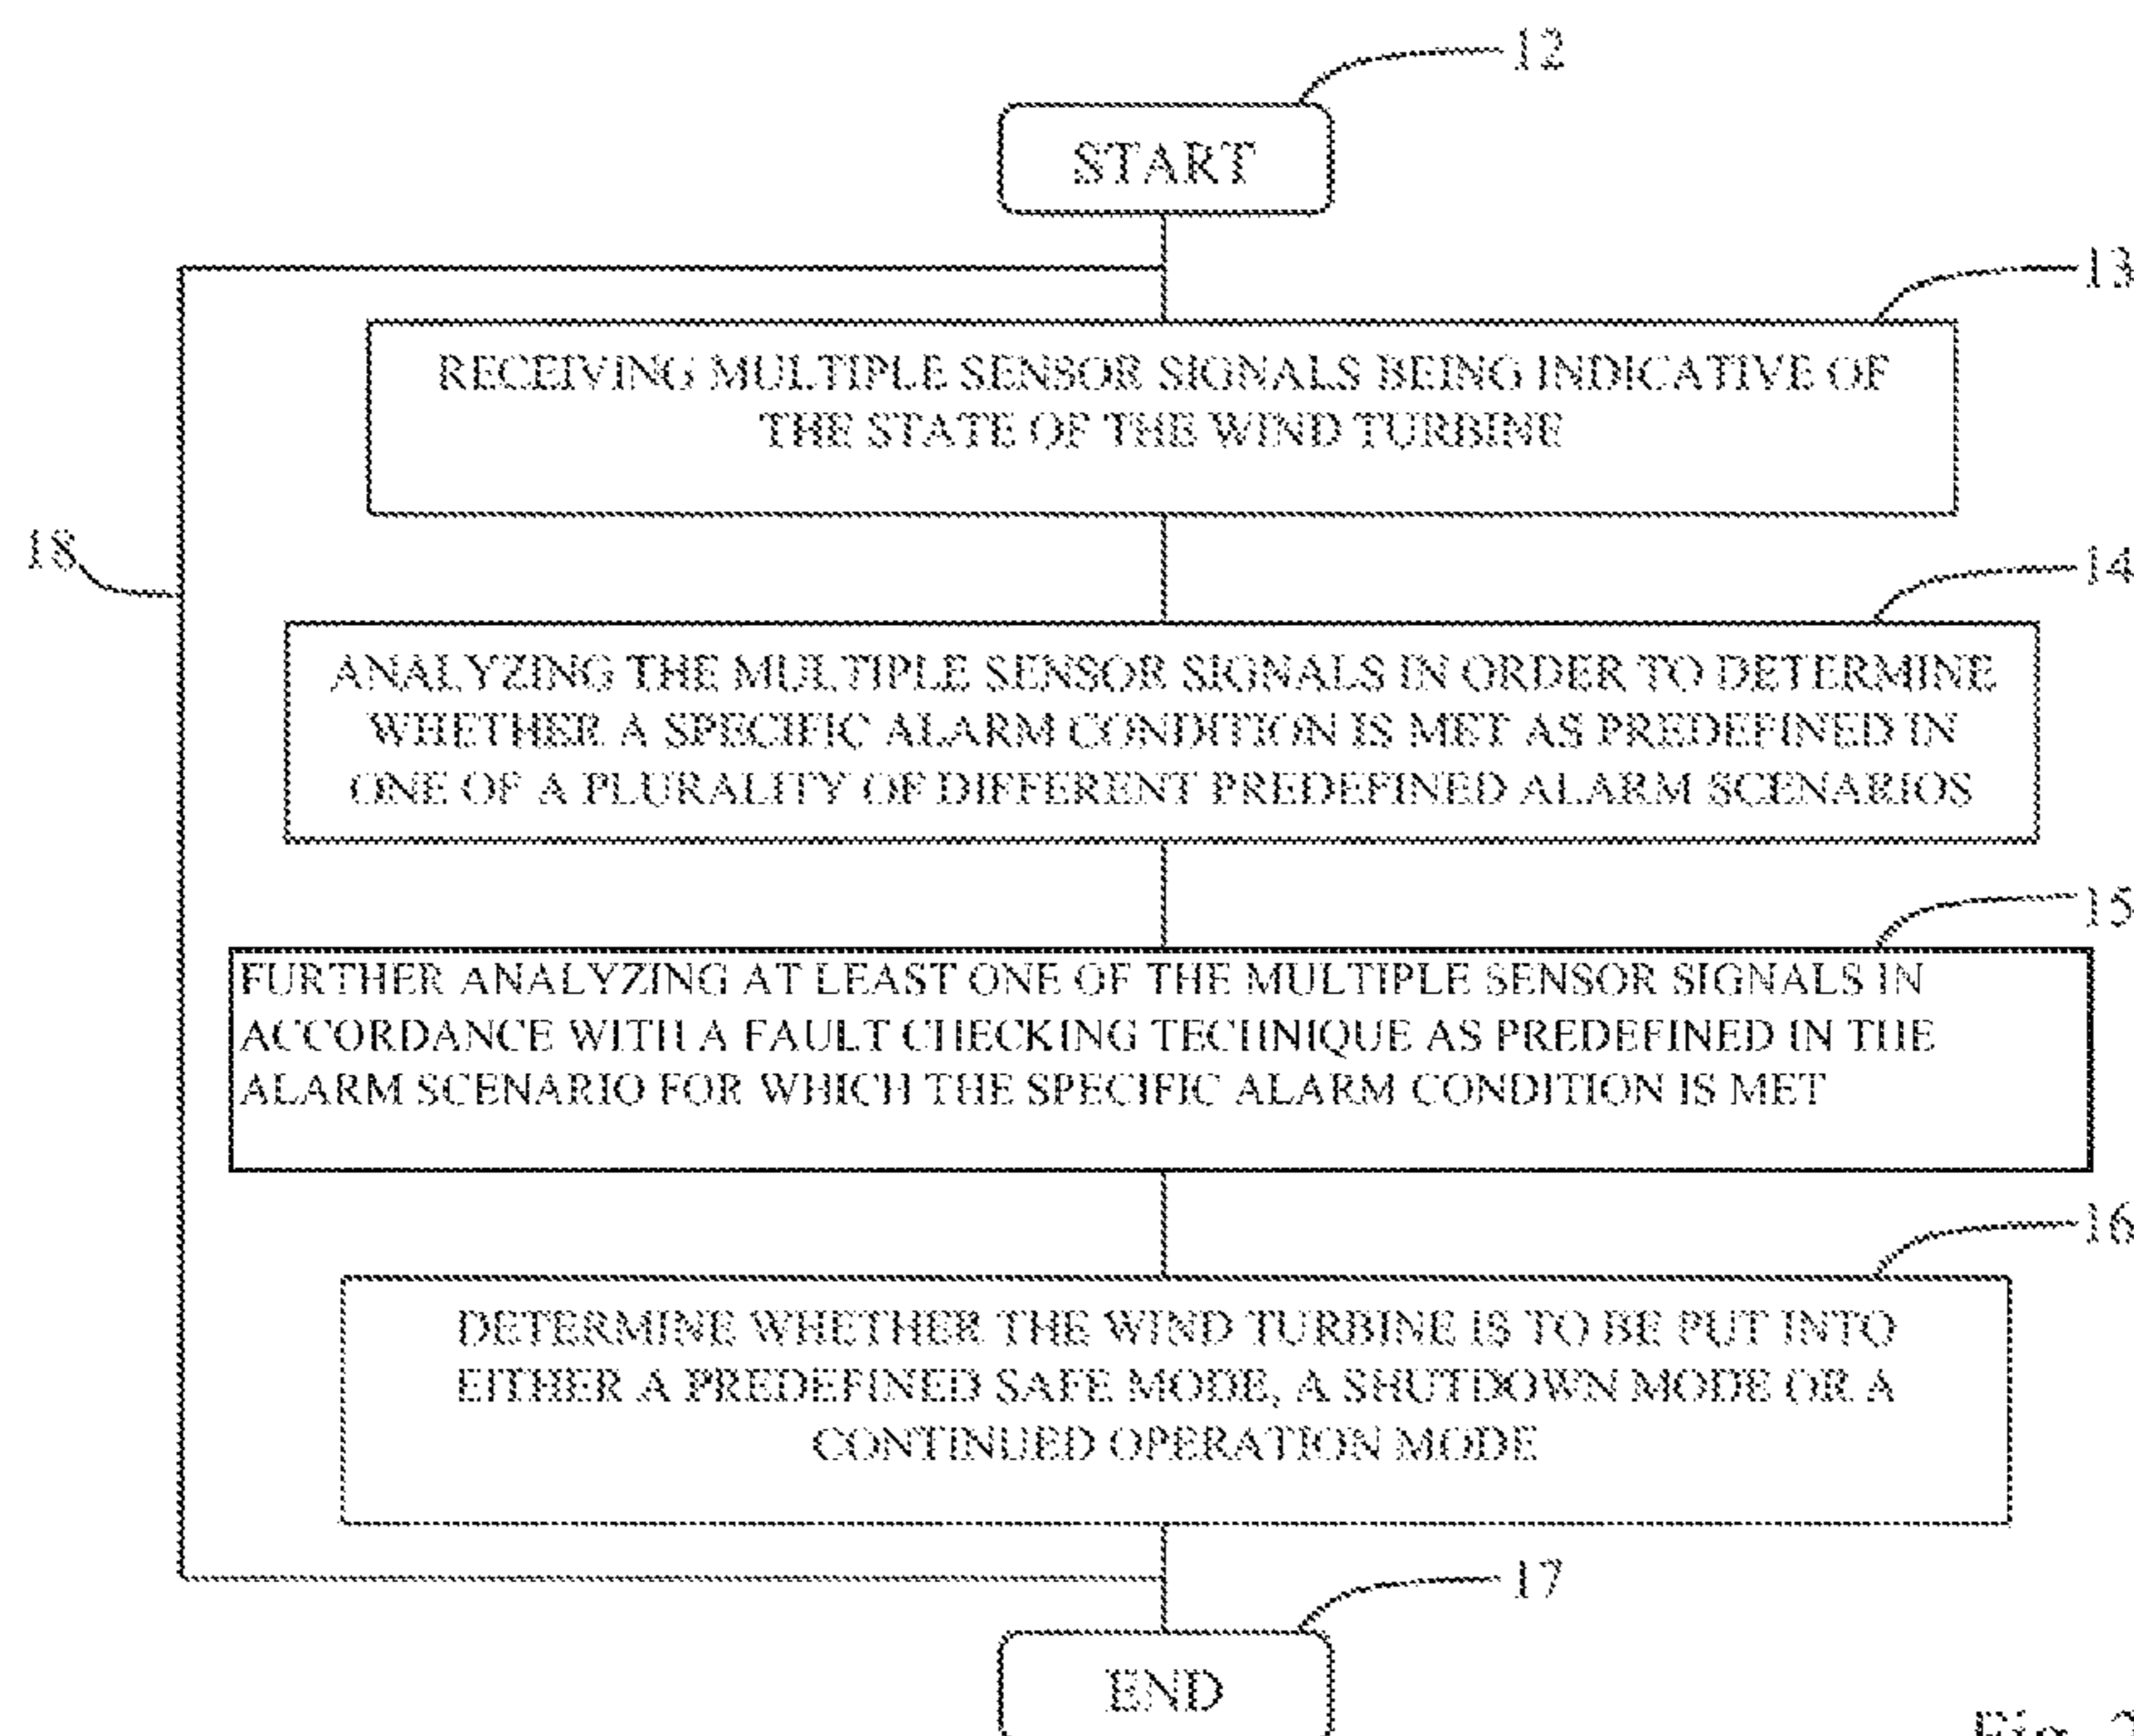 12
START
13
RECEIVING MULTIPLE SENSOR SIGNALS BEING INDICATIVE OF
THE STATE OF THE WIND TURBINE
18
14
ANALYZING THE MULTIPLE SENSOR SIGNALS IN ORDER TO DETERMINE
WHETHER A SPECIFIC ALARM CONDITION IS MET AS PREDEFINED IN
ONE OF A PLURALITY OF DIFFERENT PREDEFINED ALARM SCENARIOS
15
FURTHER ANALYZING AT LEAST ONE OF THE MULTIPLE SENSOR SIGNALS IN
ACCORDANCE WITH A FAULT CHECKING TECHNIQUE AS PREDEFINED IN THE
ALARM SCENARIO FOR WHICH THE SPECIFIC ALARM CONDITION IS MET
16
DETERMINE WHETHER THE WIND TURBINE IS TO BE PUT INTO
EITHER A PREDEFINED SAFE MODE, A SHUTDOWN MODE OR A
CONTINUED OPERATION MODE
17
END
Fig.